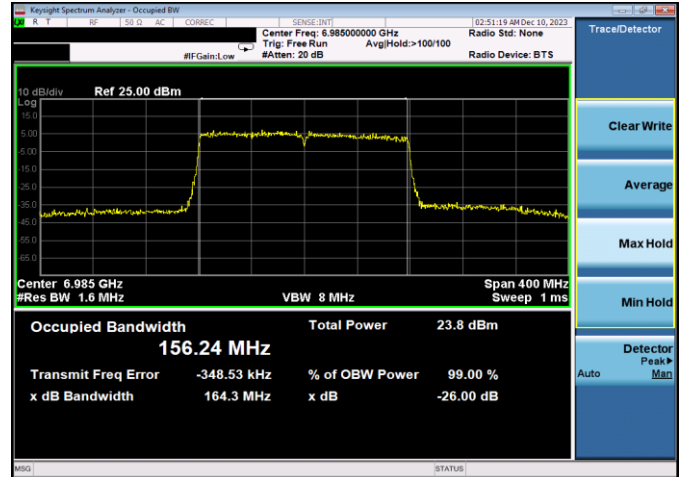 Keysight Spectrum Analyzer - Occupied BW
LXI R T RF 50 Ω AC CORREC SENSE:INT 02:51:19 AM Dec 10, 2023
Center Freq: 6.985000000 GHz Radio Std: None
Trig: Free Run Avg|Hold:>100/100
#IFGain:Low #Atten: 20 dB Radio Device: BTS
Trace/Detector
10 dB/div Ref 25.00 dBm
Log
15.0
5.00
-5.00
-15.0
-25.0
-35.0
-45.0
-55.0
-65.0
Center 6.985 GHz Span 400 MHz
#Res BW 1.6 MHz VBW 8 MHz Sweep 1 ms
Occupied Bandwidth Total Power 23.8 dBm
156.24 MHz
Transmit Freq Error -348.53 kHz % of OBW Power 99.00 %
x dB Bandwidth 164.3 MHz x dB -26.00 dB
Clear Write
Average
Max Hold
Min Hold
Detector
Peak►
Auto Man
MSG STATUS